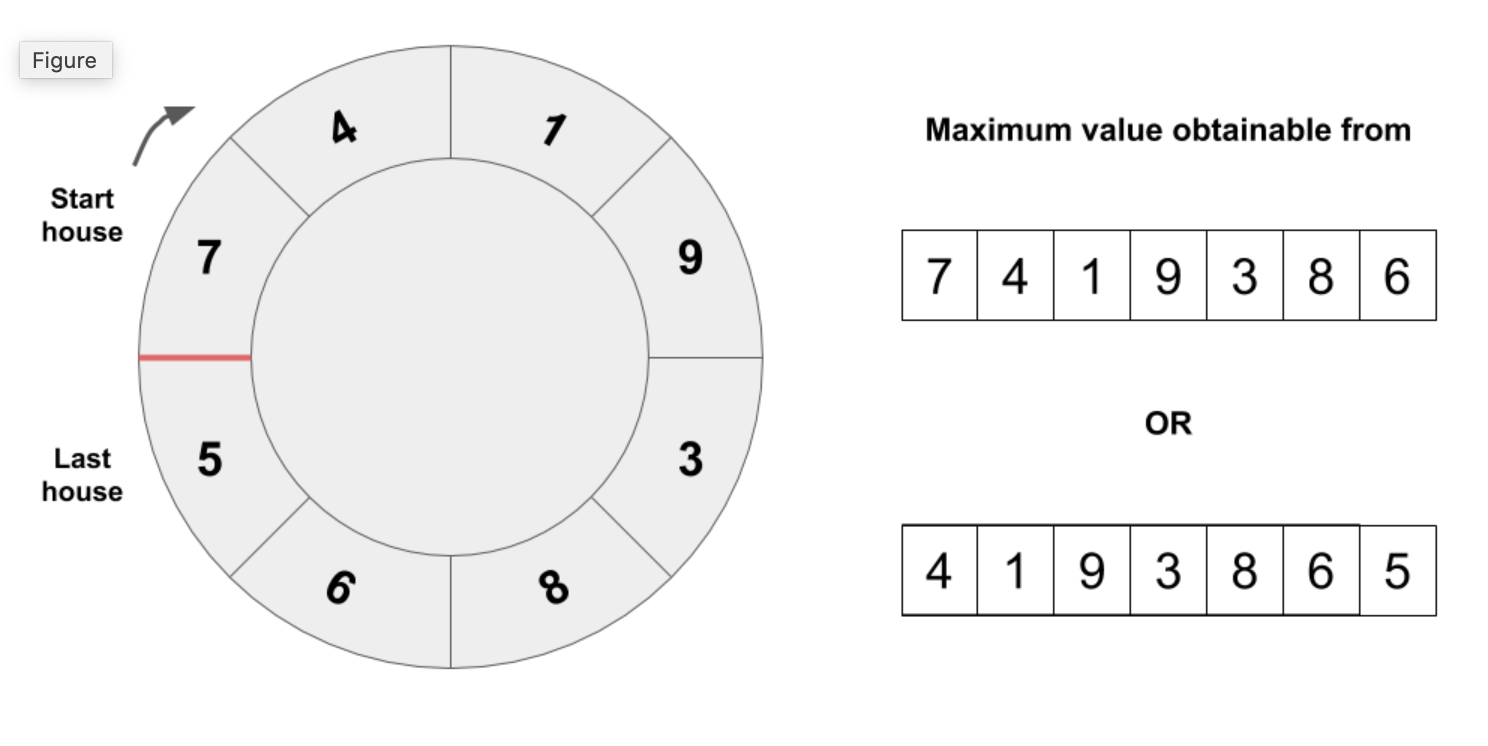 Figure
Start
house
4
1
7
9
Last
house
5
3
6
8
Maximum value obtainable from
7 4 1 9 3 8 6
OR
4 1 9 3 8 6 5